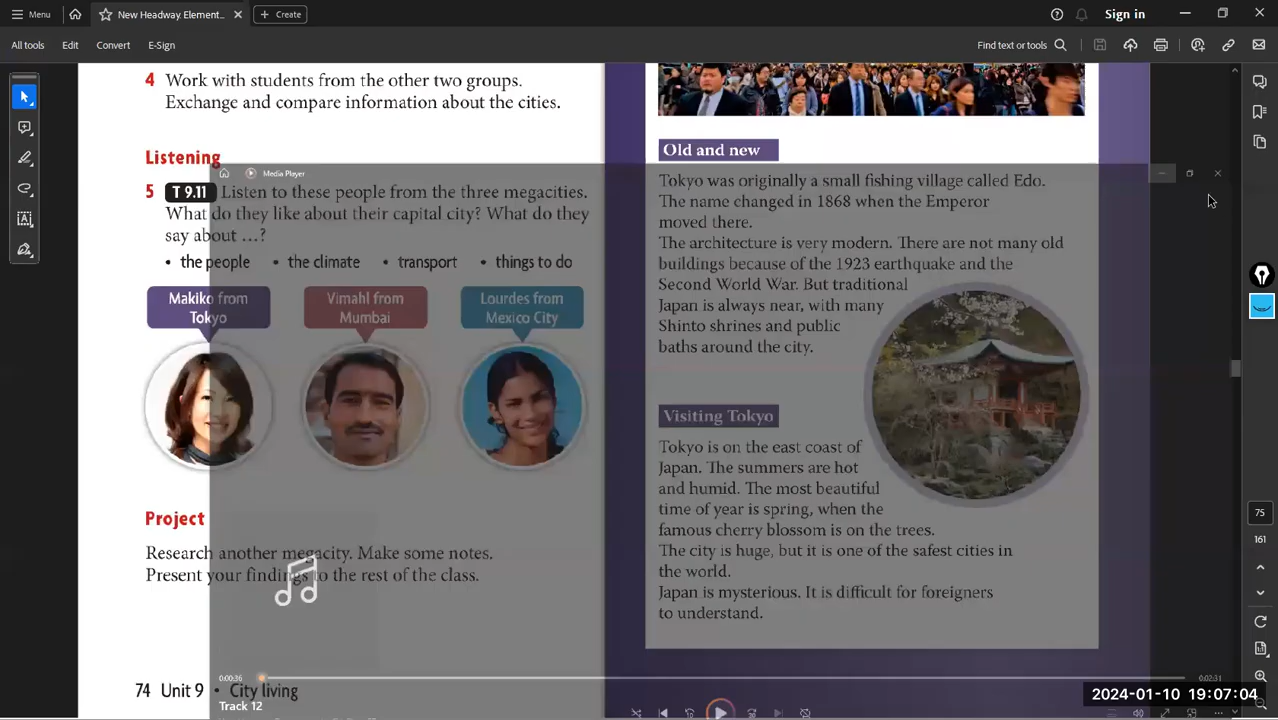 Menu
New Headway. Element...
Create
Sign in
All tools
Edit
Convert
E-Sign
Find text or tools
4 Work with students from the other two groups.
Exchange and compare information about the cities.
Listening
5 T 9.11 Listen to these people from the three megacities.
What do they like about their capital city? What do they
say about …?
• the people • the climate • transport • things to do
Makiko from
Tokyo
Vimahl from
Mumbai
Lourdes from
Mexico City
Project
Research another megacity. Make some notes.
Present your findings to the rest of the class.
74 Unit 9 • City living
Media Player
0:00:36
0:02:31
Track 12
Old and new
Tokyo was originally a small fishing village called Edo.
The name changed in 1868 when the Emperor
moved there.
The architecture is very modern. There are not many old
buildings because of the 1923 earthquake and the
Second World War. But traditional
Japan is always near, with many
Shinto shrines and public
baths around the city.
Visiting Tokyo
Tokyo is on the east coast of
Japan. The summers are hot
and humid. The most beautiful
time of year is spring, when the
famous cherry blossom is on the trees.
The city is huge, but it is one of the safest cities in
the world.
Japan is mysterious. It is difficult for foreigners
to understand.
75
161
2024-01-10 19:07:04